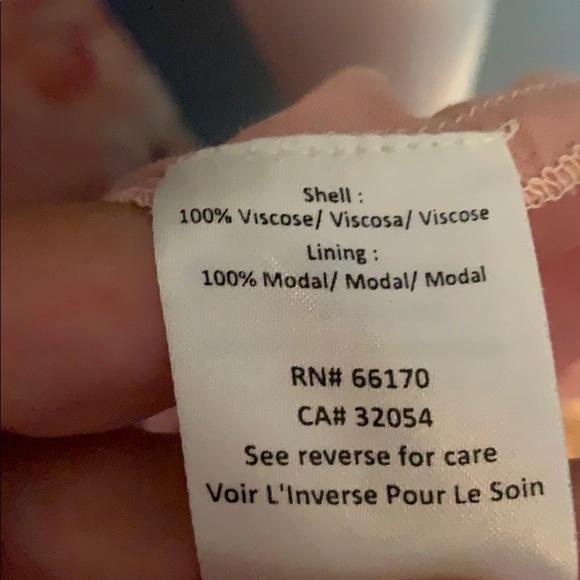 Shell :
100% Viscose/ Viscosa/ Viscose
Lining :
100% Modal/ Modal/ Modal
RN# 66170
CA# 32054
See reverse for care
Voir L'Inverse Pour Le Soin